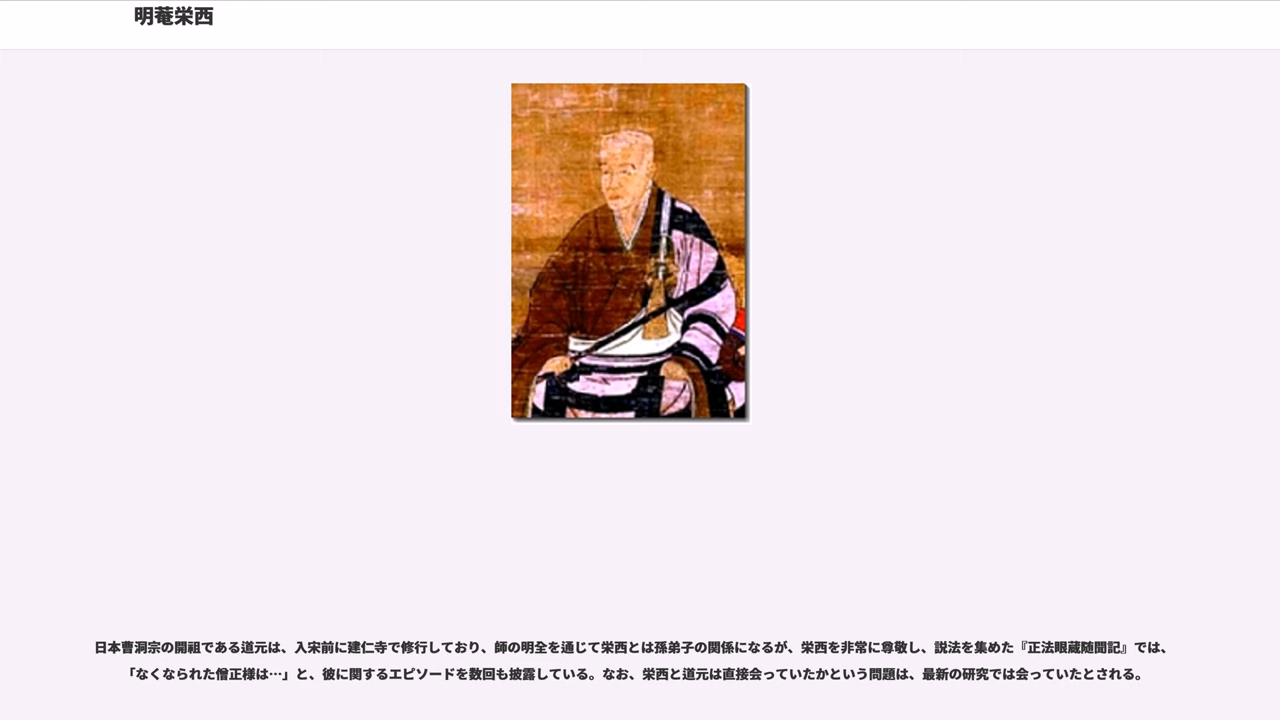 明菴栄西
日本曹洞宗の開祖である道元は、入宋前に建仁寺で修行しており、師の明全を通じて栄西とは孫弟子の関係になるが、栄西を非常に尊敬し、説法を集めた『正法眼蔵随聞記』では、
「なくなられた僧正様は…」と、彼に関するエピソードを数回も披露している。なお、栄西と道元は直接会っていたかという問題は、最新の研究では会っていたとされる。